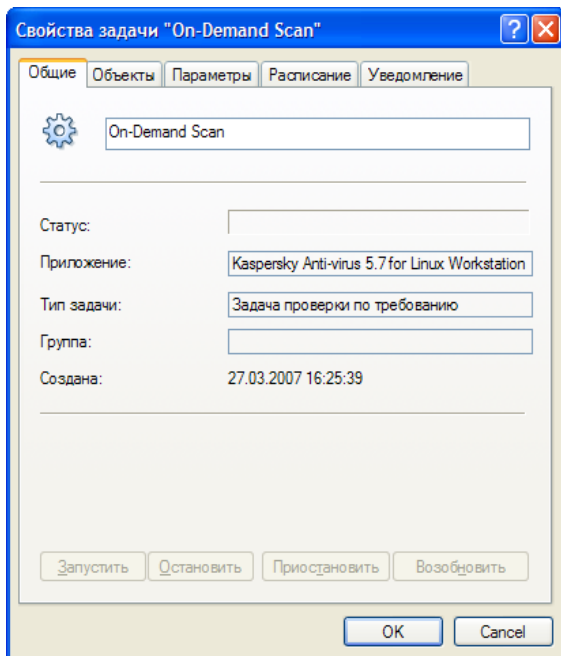 Свойства задачи "On-Demand Scan"
Общие Объекты Параметры Расписание Уведомление
On-Demand Scan
Статус:
Приложение: Kaspersky Anti-virus 5.7 for Linux Workstation
Тип задачи: Задача проверки по требованию
Группа:
Создана: 27.03.2007 16:25:39
Запустить Остановить Приостановить Возобновить
OK Cancel